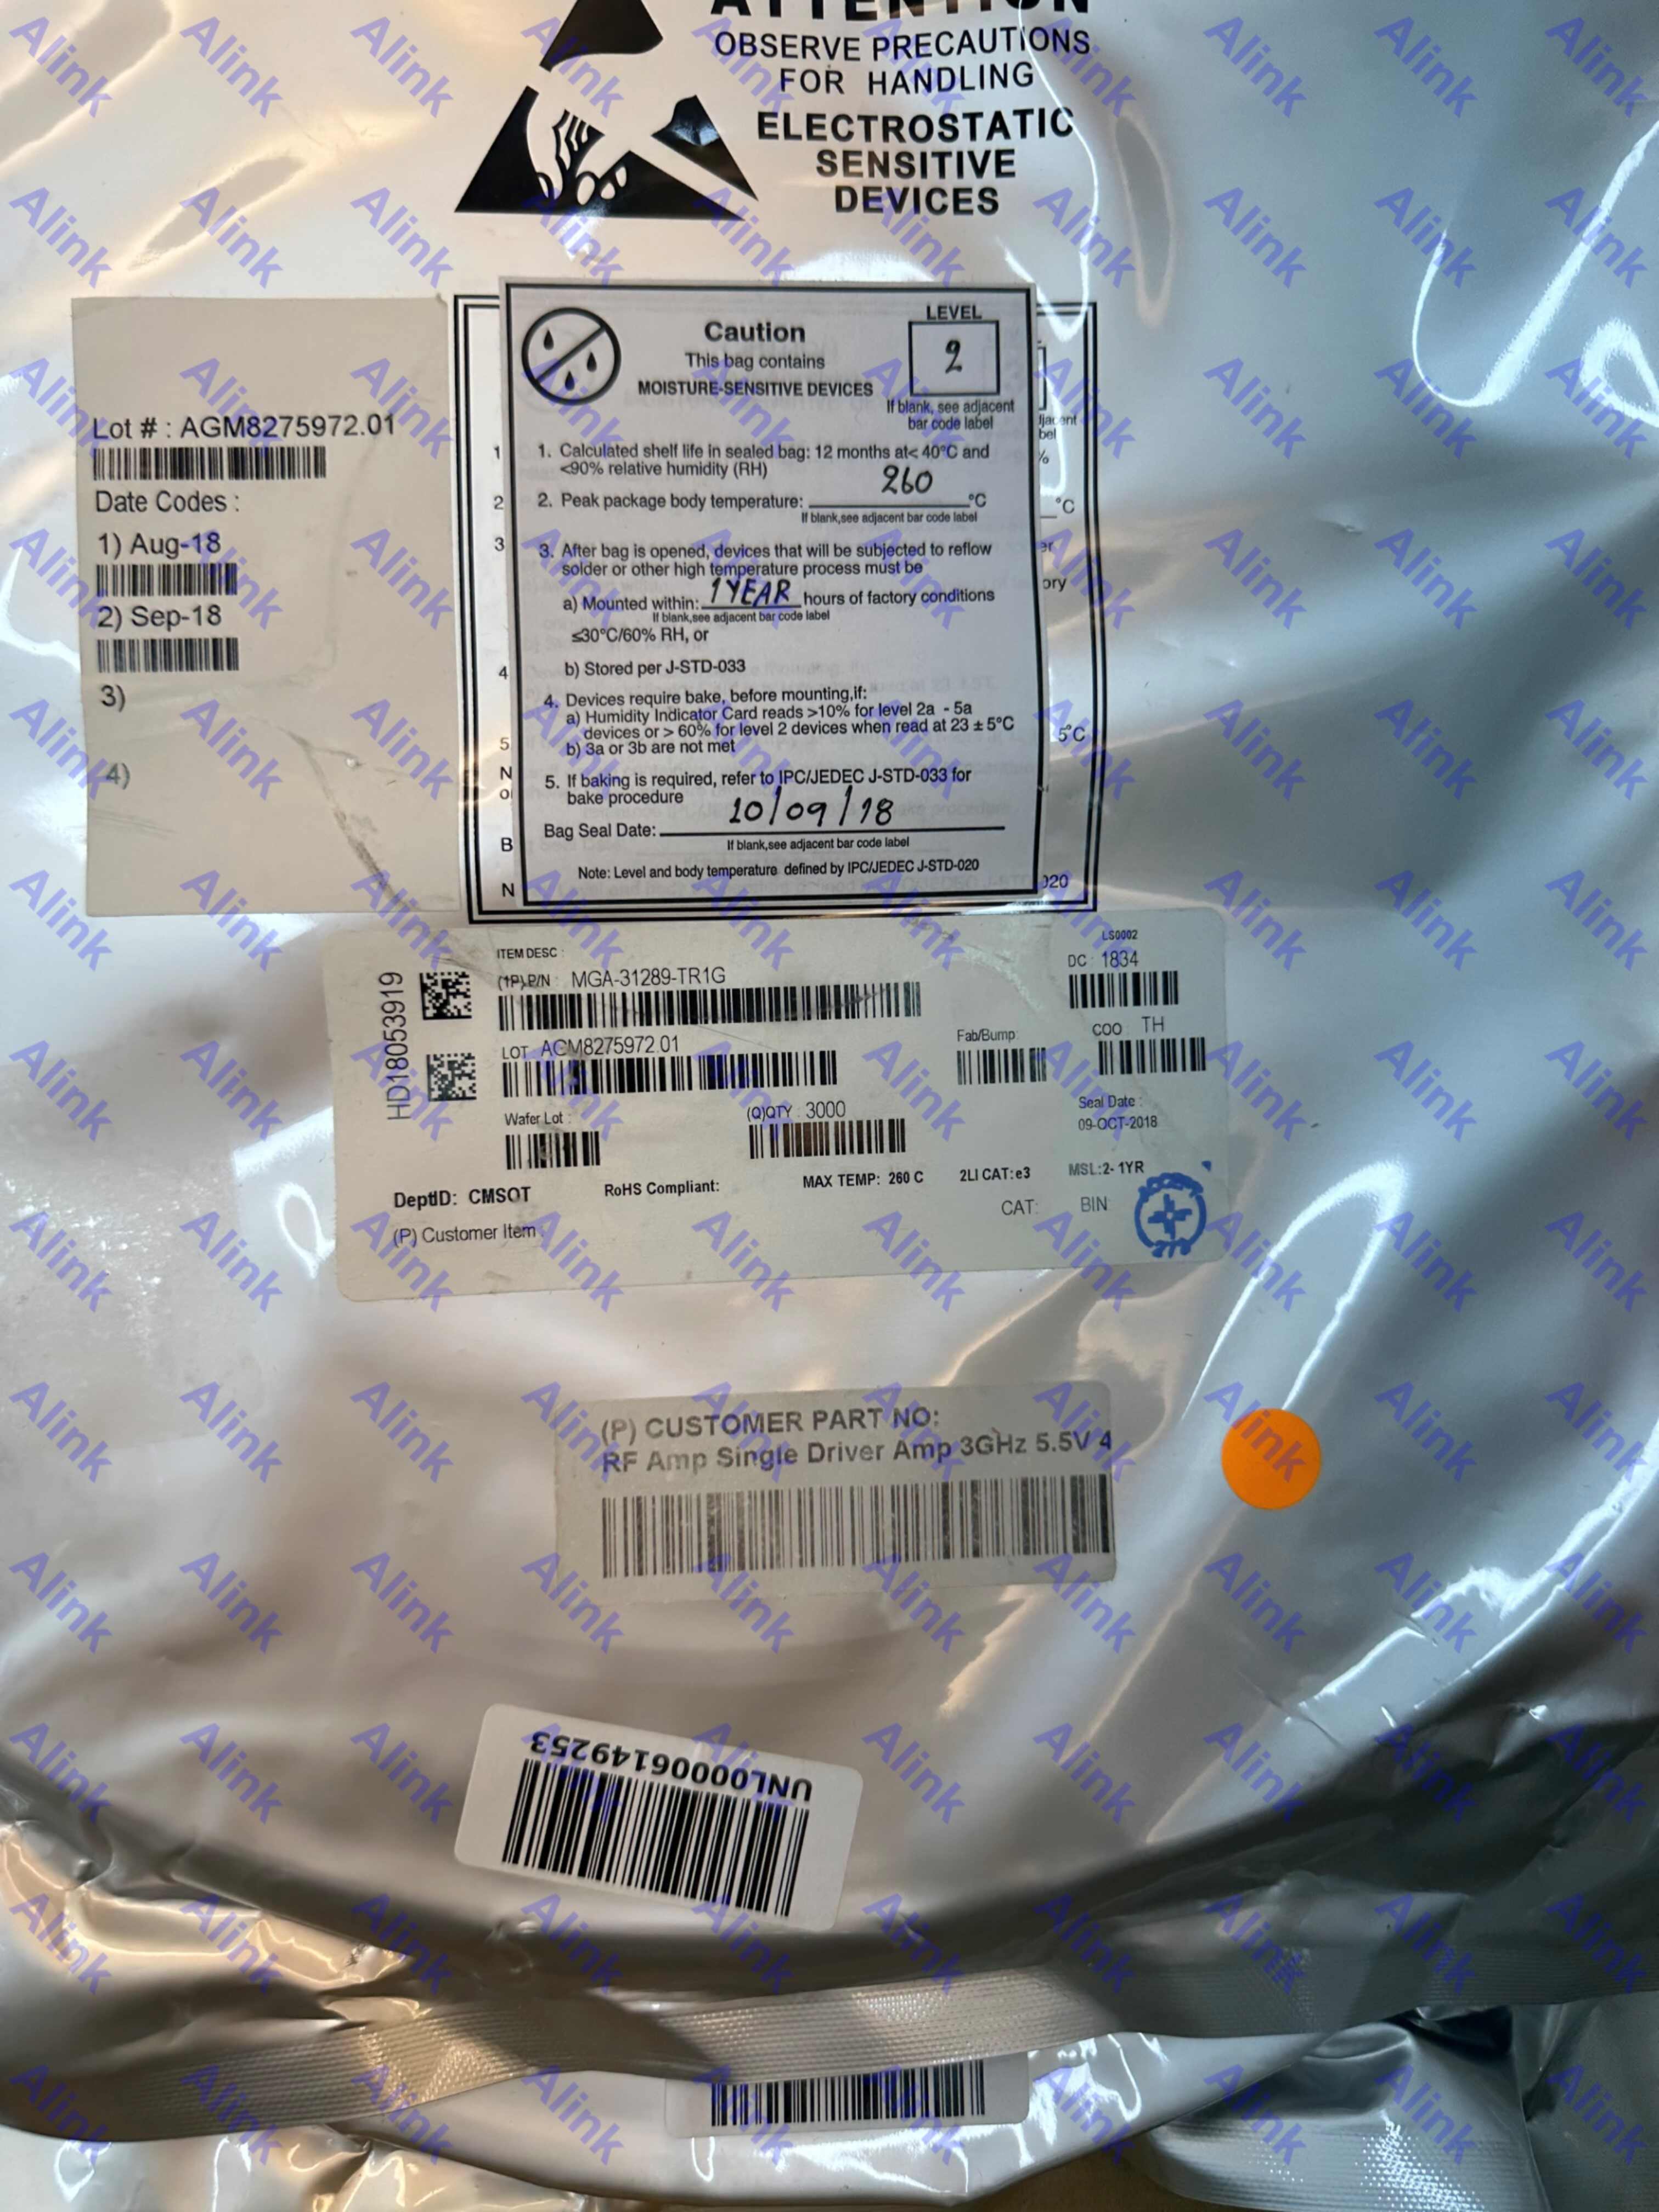 ATTENTION
OBSERVE PRECAUTIONS
FOR HANDLING
ELECTROSTATIC
SENSITIVE
DEVICES
Lot # : AGM8275972.01
Date Codes :
1) Aug-18
2) Sep-18
3)
4)
LEVEL
2
Caution
This bag contains
MOISTURE-SENSITIVE DEVICES
If blank, see adjacent
bar code label
1. Calculated shelf life in sealed bag: 12 months at< 40°C and
<90% relative humidity (RH)
2. Peak package body temperature: 260 °C
If blank,see adjacent bar code label
3. After bag is opened, devices that will be subjected to reflow
solder or other high temperature process must be
a) Mounted within: 1YEAR hours of factory conditions
If blank,see adjacent bar code label
≤30°C/60% RH, or
b) Stored per J-STD-033
4. Devices require bake, before mounting,if:
a) Humidity Indicator Card reads >10% for level 2a - 5a
devices or > 60% for level 2 devices when read at 23 ± 5°C
b) 3a or 3b are not met
5. If baking is required, refer to IPC/JEDEC J-STD-033 for
bake procedure
Bag Seal Date: 10/09/18
If blank,see adjacent bar code label
Note: Level and body temperature defined by IPC/JEDEC J-STD-020
1
2
3
4
5
N
B
N
%
°C
ory
5°C
020
HD18053919
ITEM DESC :
LS0002
(1P)P/N : MGA-31289-TR1G
DC : 1834
LOT AGM8275972.01
Fab/Bump:
COO TH
Wafer Lot :
(Q)QTY : 3000
Seal Date :
09-OCT-2018
DeptID: CMSOT
RoHS Compliant:
MAX TEMP: 260 C
2LI CAT:e3
MSL:2- 1YR
CAT:
BIN:
(P) Customer Item
(P) CUSTOMER PART NO:
RF Amp Single Driver Amp 3GHz 5.5V 4
UNL00006149253
Alink